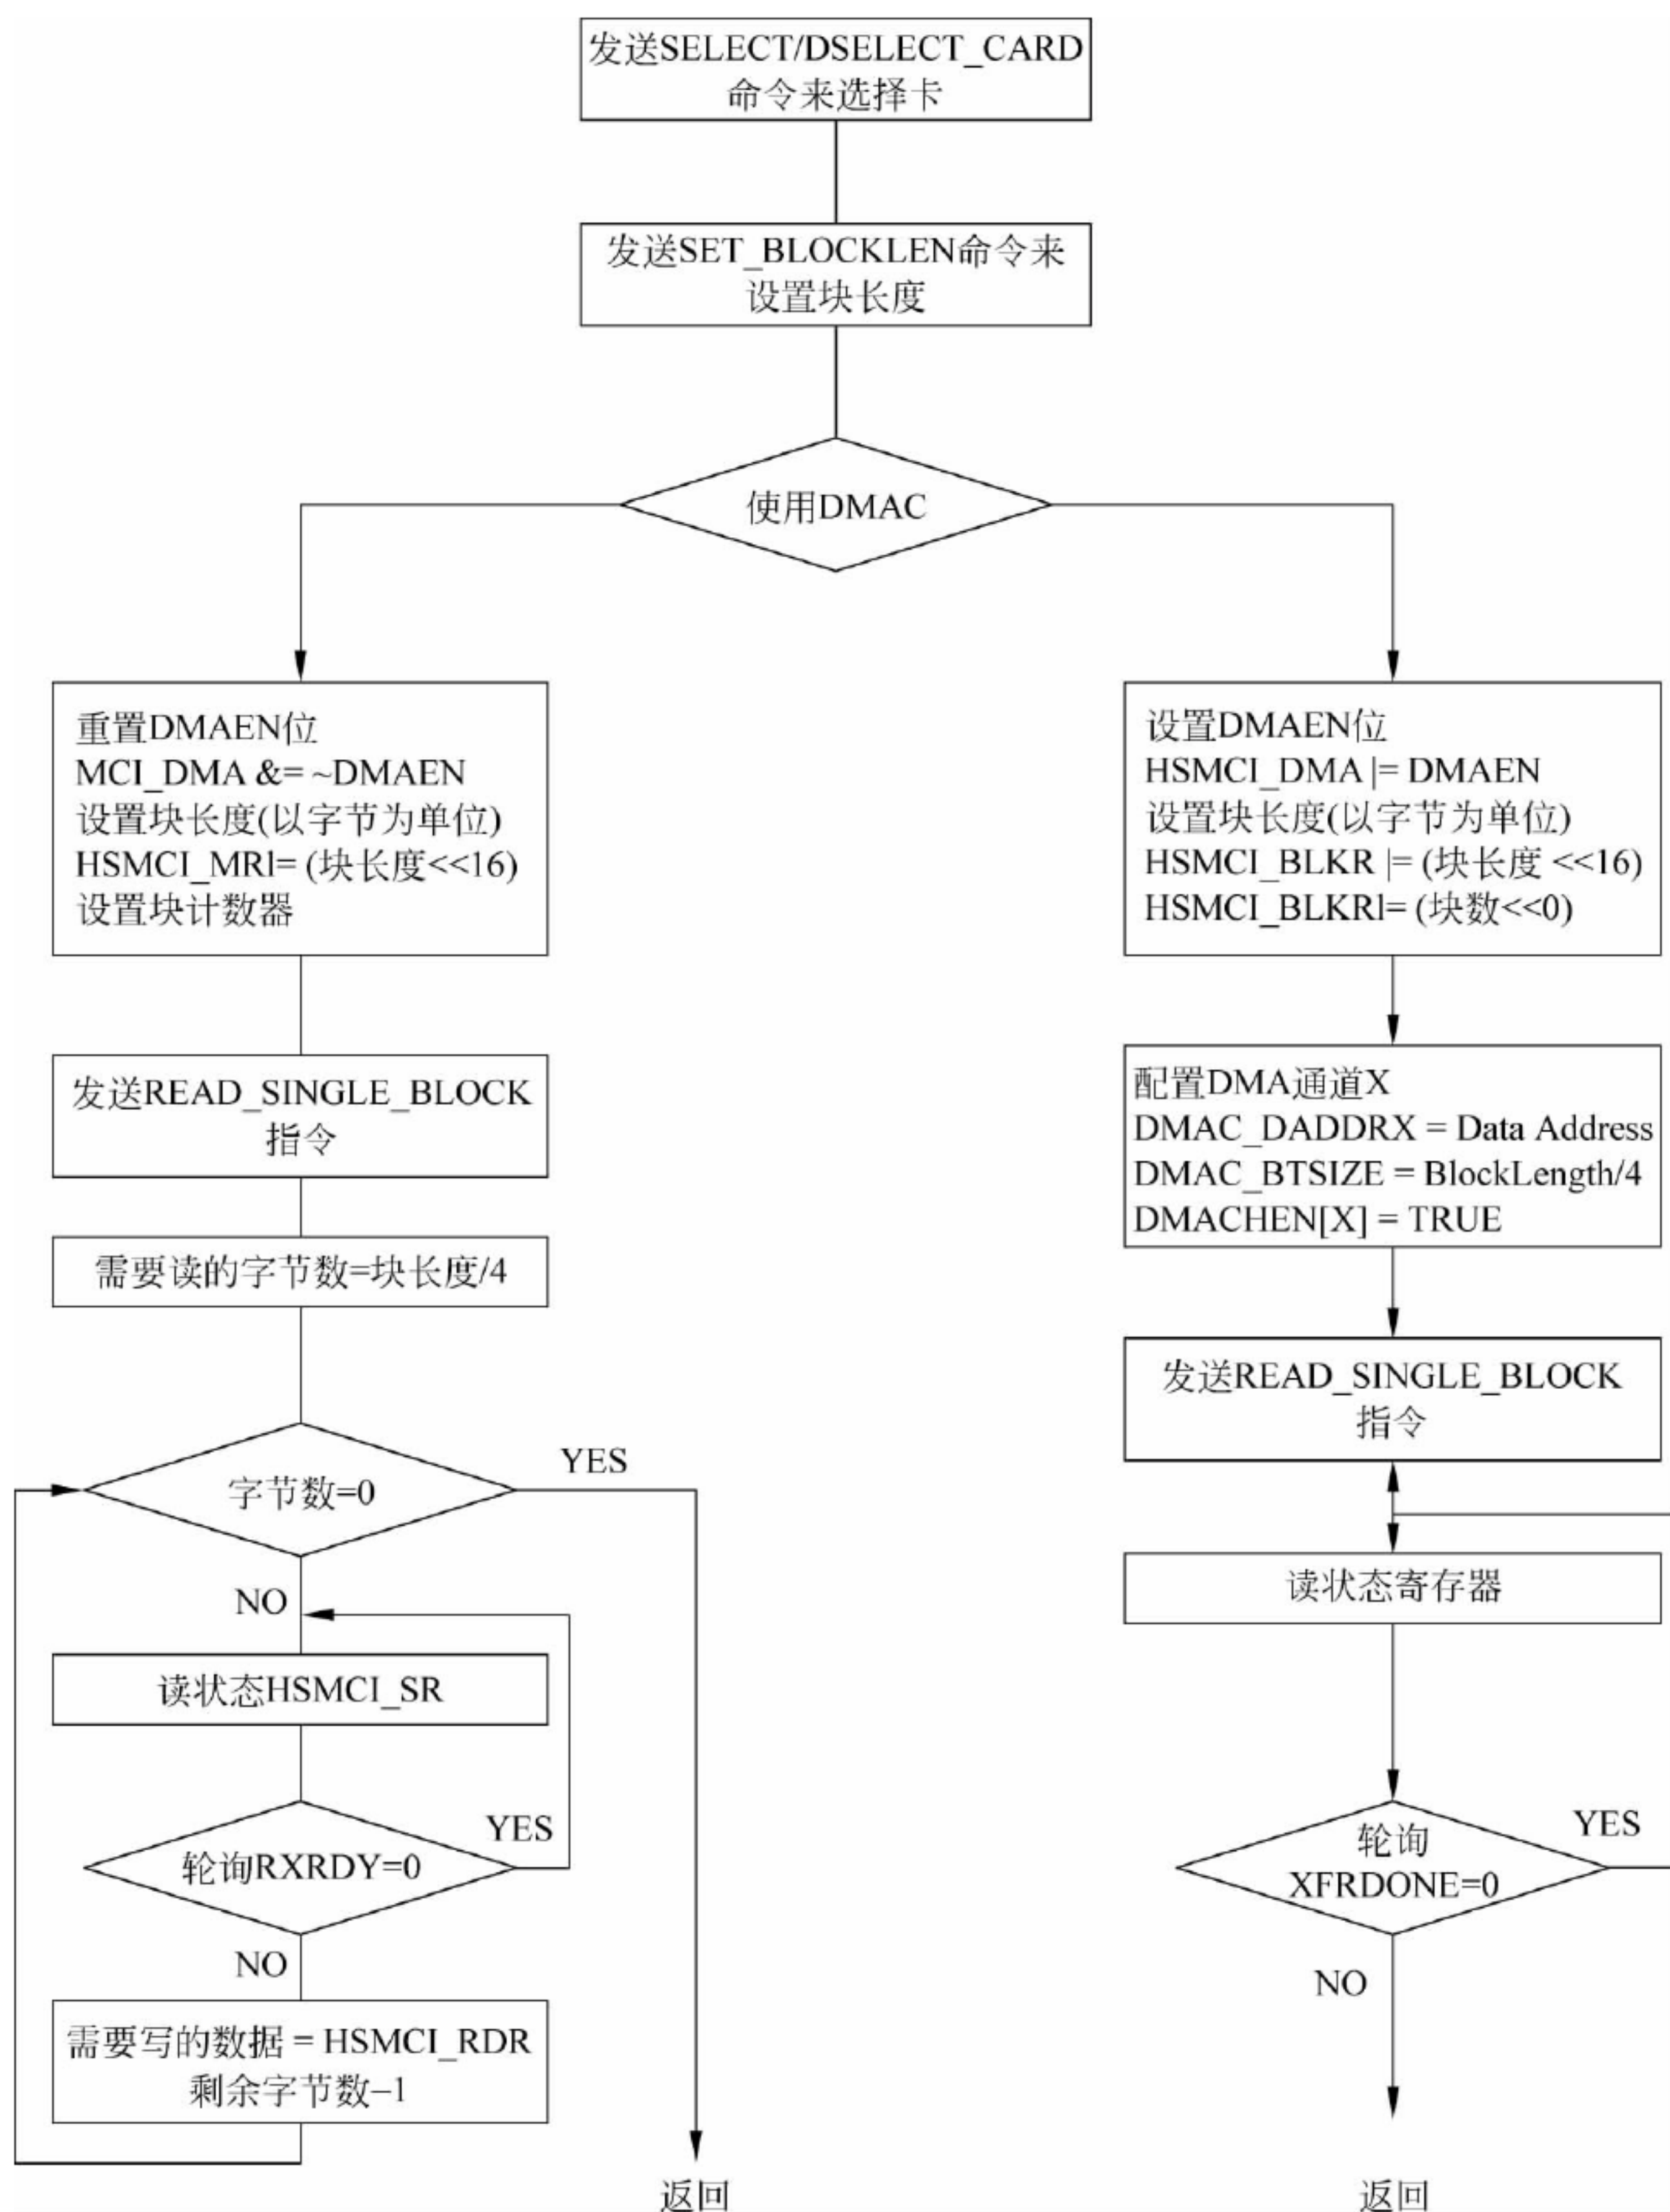 发送SELECT/DSELECT_CARD
命令来选择卡
发送SET_BLOCKLEN命令来
设置块长度
使用DMAC
重置DMAEN位
MCI_DMA &= ~DMAEN
设置块长度(以字节为单位)
HSMCI_MRl= (块长度<<16)
设置块计数器
发送READ_SINGLE_BLOCK
指令
需要读的字节数=块长度/4
字节数=0
YES
NO
读状态HSMCI_SR
轮询RXRDY=0
YES
NO
需要写的数据 = HSMCI_RDR
剩余字节数–1
返回
设置DMAEN位
HSMCI_DMA |= DMAEN
设置块长度(以字节为单位)
HSMCI_BLKR |= (块长度 <<16)
HSMCI_BLKRl= (块数<<0)
配置DMA通道X
DMAC_DADDRX = Data Address
DMAC_BTSIZE = BlockLength/4
DMACHEN[X] = TRUE
发送READ_SINGLE_BLOCK
指令
读状态寄存器
轮询
XFRDONE=0
YES
NO
返回